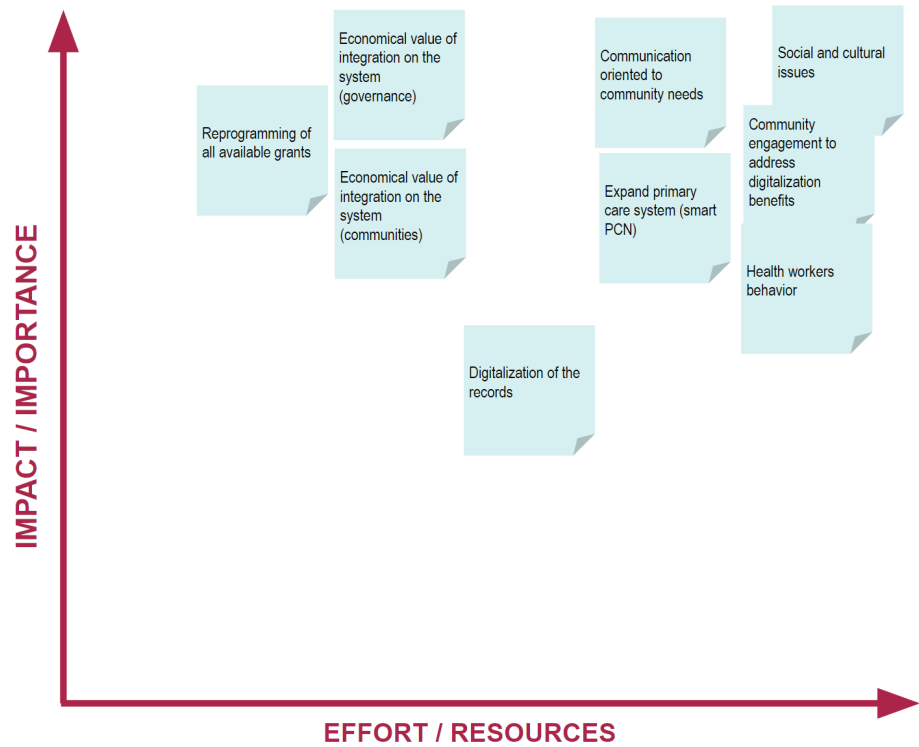 Economical value of
integration on the
system
(governance)
Communication
oriented to
community needs
Social and cultural
issues
Reprogramming of
all available grants
Community
engagement to
address
digitalization
benefits
Economical value of
integration on the
system
(communities)
Expand primary
care system (smart
PCN)
Health workers
behavior
Digitalization of the
records
IMPACT / IMPORTANCE
EFFORT / RESOURCES